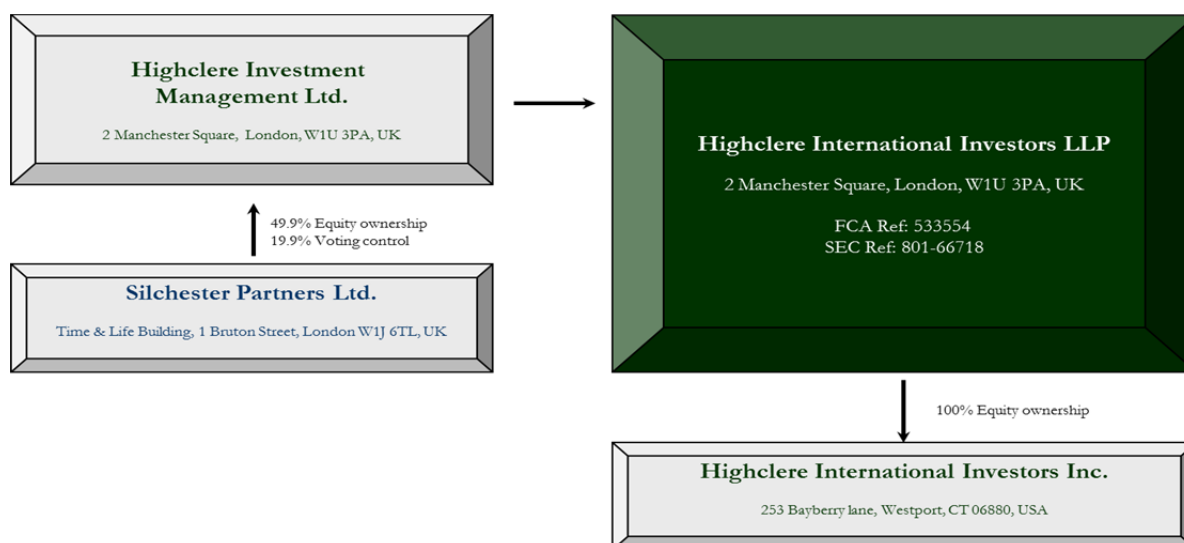 Highclere Investment
Management Ltd.
2 Manchester Square, London, W1U 3PA, UK
49.9% Equity ownership
19.9% Voting control
Silchester Partners Ltd.
Time & Life Building, 1 Bruton Street, London W1J 6TL, UK
Highclere International Investors LLP
2 Manchester Square, London, W1U 3PA, UK
FCA Ref: 533554
SEC Ref: 801-66718
100% Equity ownership
Highclere International Investors Inc.
253 Bayberry lane, Westport, CT 06880, USA